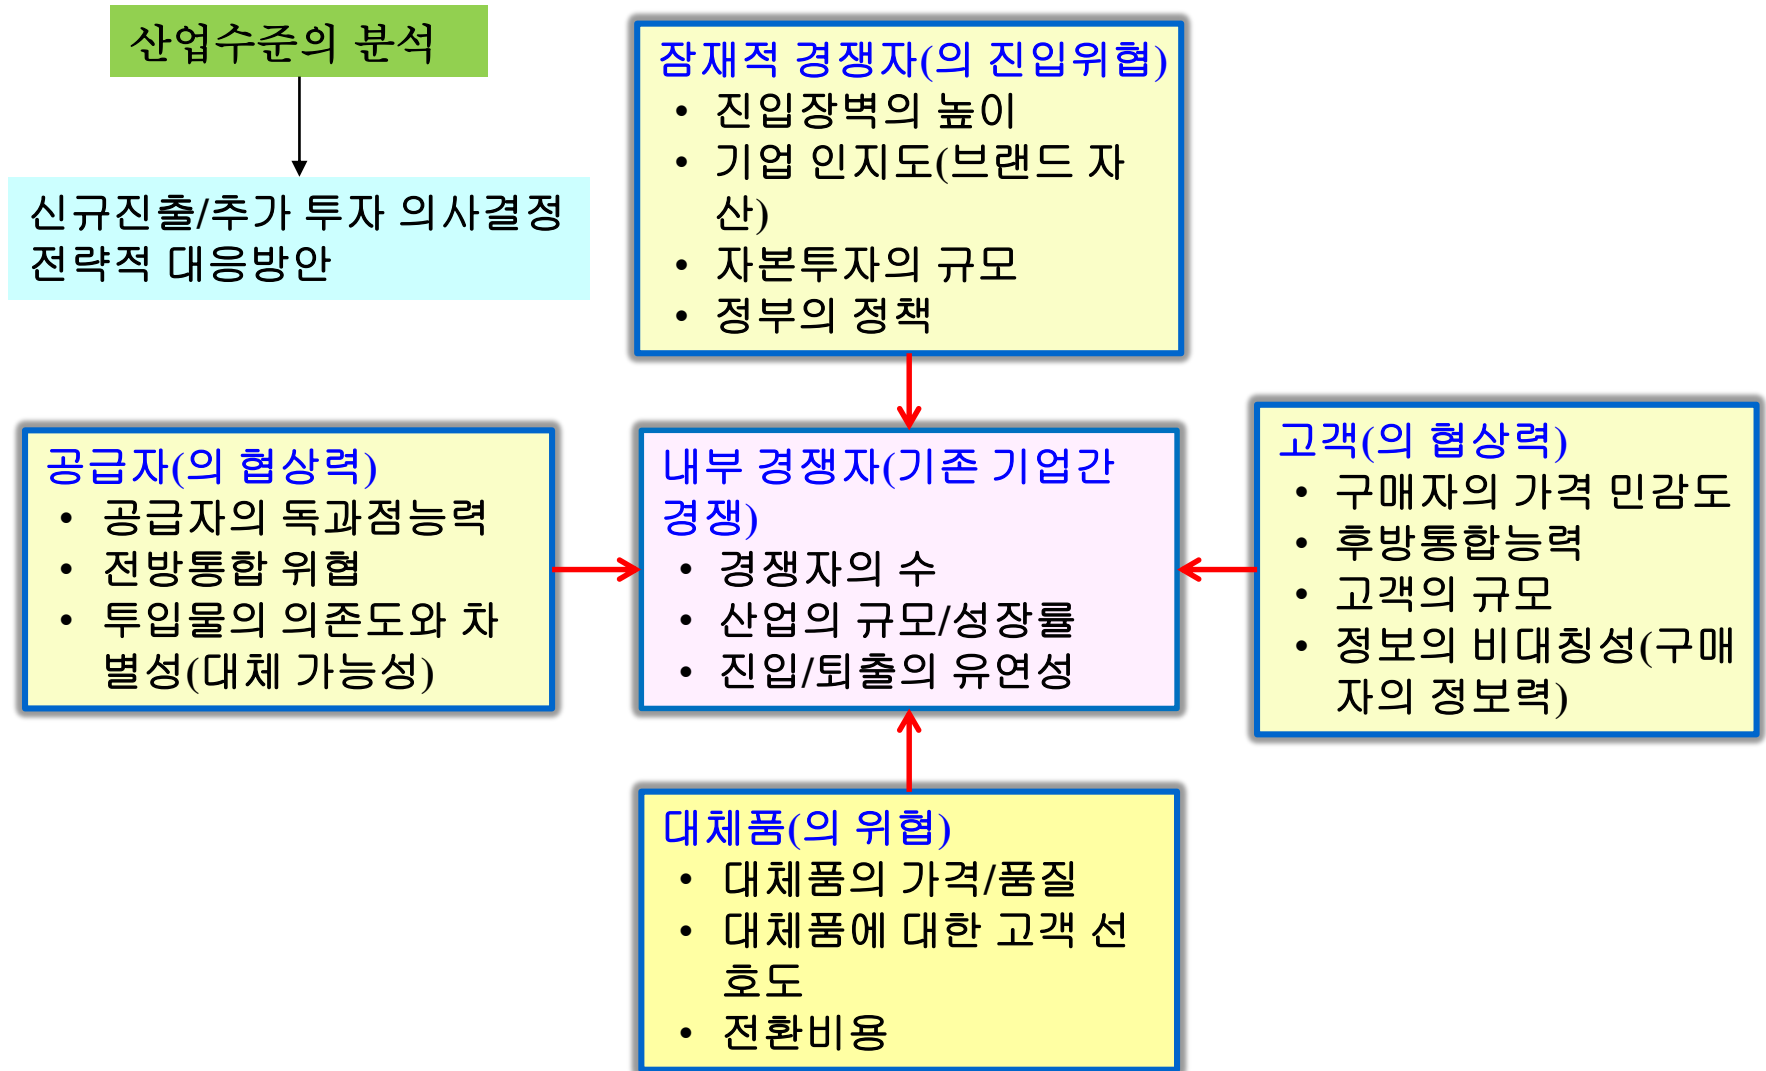 산업수준의 분석
신규진출/추가 투자 의사결정
전략적 대응방안
잠재적 경쟁자(의 진입위협)
• 진입장벽의 높이
• 기업 인지도(브랜드 자
산)
• 자본투자의 규모
• 정부의 정책
공급자(의 협상력)
• 공급자의 독과점능력
• 전방통합 위협
• 투입물의 의존도와 차
별성(대체 가능성)
내부 경쟁자(기존 기업간
경쟁)
• 경쟁자의 수
• 산업의 규모/성장률
• 진입/퇴출의 유연성
고객(의 협상력)
• 구매자의 가격 민감도
• 후방통합능력
• 고객의 규모
• 정보의 비대칭성(구매
자의 정보력)
대체품(의 위협)
• 대체품의 가격/품질
• 대체품에 대한 고객 선
호도
• 전환비용